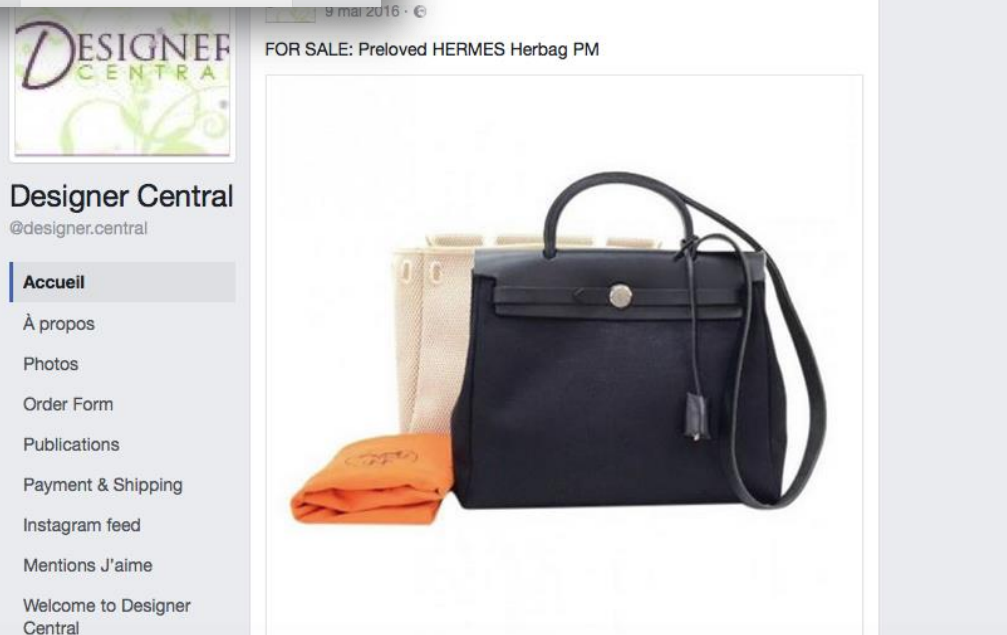 DESIGNER
CENTRA
Designer Central
@designer.central
Accueil
À propos
Photos
Order Form
Publications
Payment & Shipping
Instagram feed
Mentions J'aime
Welcome to Designer
Central
9 mai 2016 ·
FOR SALE: Preloved HERMES Herbag PM